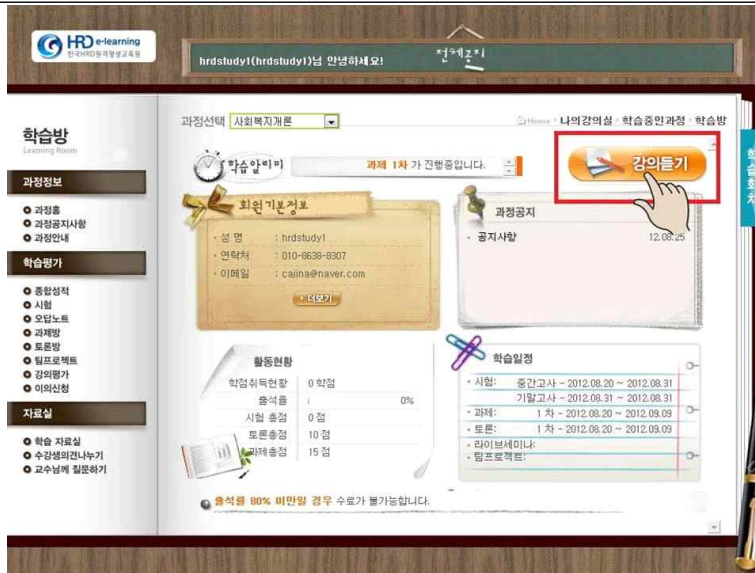 HRD e-learning
한국HRD원격평생교육원
hrdstudy1(hrdstudy1)님 안녕하세요!
전체공지
학습방
Learning Room
과정정보
과정홈
과정공지사항
과정안내
학습평가
종합성적
시험
오답노트
과제방
토론방
팀프로젝트
강의평가
이의신청
자료실
학습 자료실
수강생의견나누기
교수님께 질문하기
과정선택 사회복지개론
Home > 나의강의실 > 학습중인과정 > 학습방
학습알리미
과제 1차 가 진행중입니다.
강의듣기
학습회차
회원기본정보
· 성 명 : hrdstudy1
· 연락처 : 010-8638-8307
· 이메일 : cajina@naver.com
더보기
과정공지
· 공지사항 12.08.25
활동현황
학점취득현황 0 학점
출석률 0%
시험 총점 0 점
토론총점 10 점
과제총점 15 점
학습일정
· 시험: 중간고사 - 2012.08.20 ~ 2012.08.31
기말고사 - 2012.08.31 ~ 2012.08.31
· 과제: 1 차 - 2012.08.20 ~ 2012.09.09
· 토론: 1 차 - 2012.08.20 ~ 2012.09.09
· 라이브세미나:
· 팀프로젝트:
출석률 80% 미만일 경우 수료가 불가능합니다.